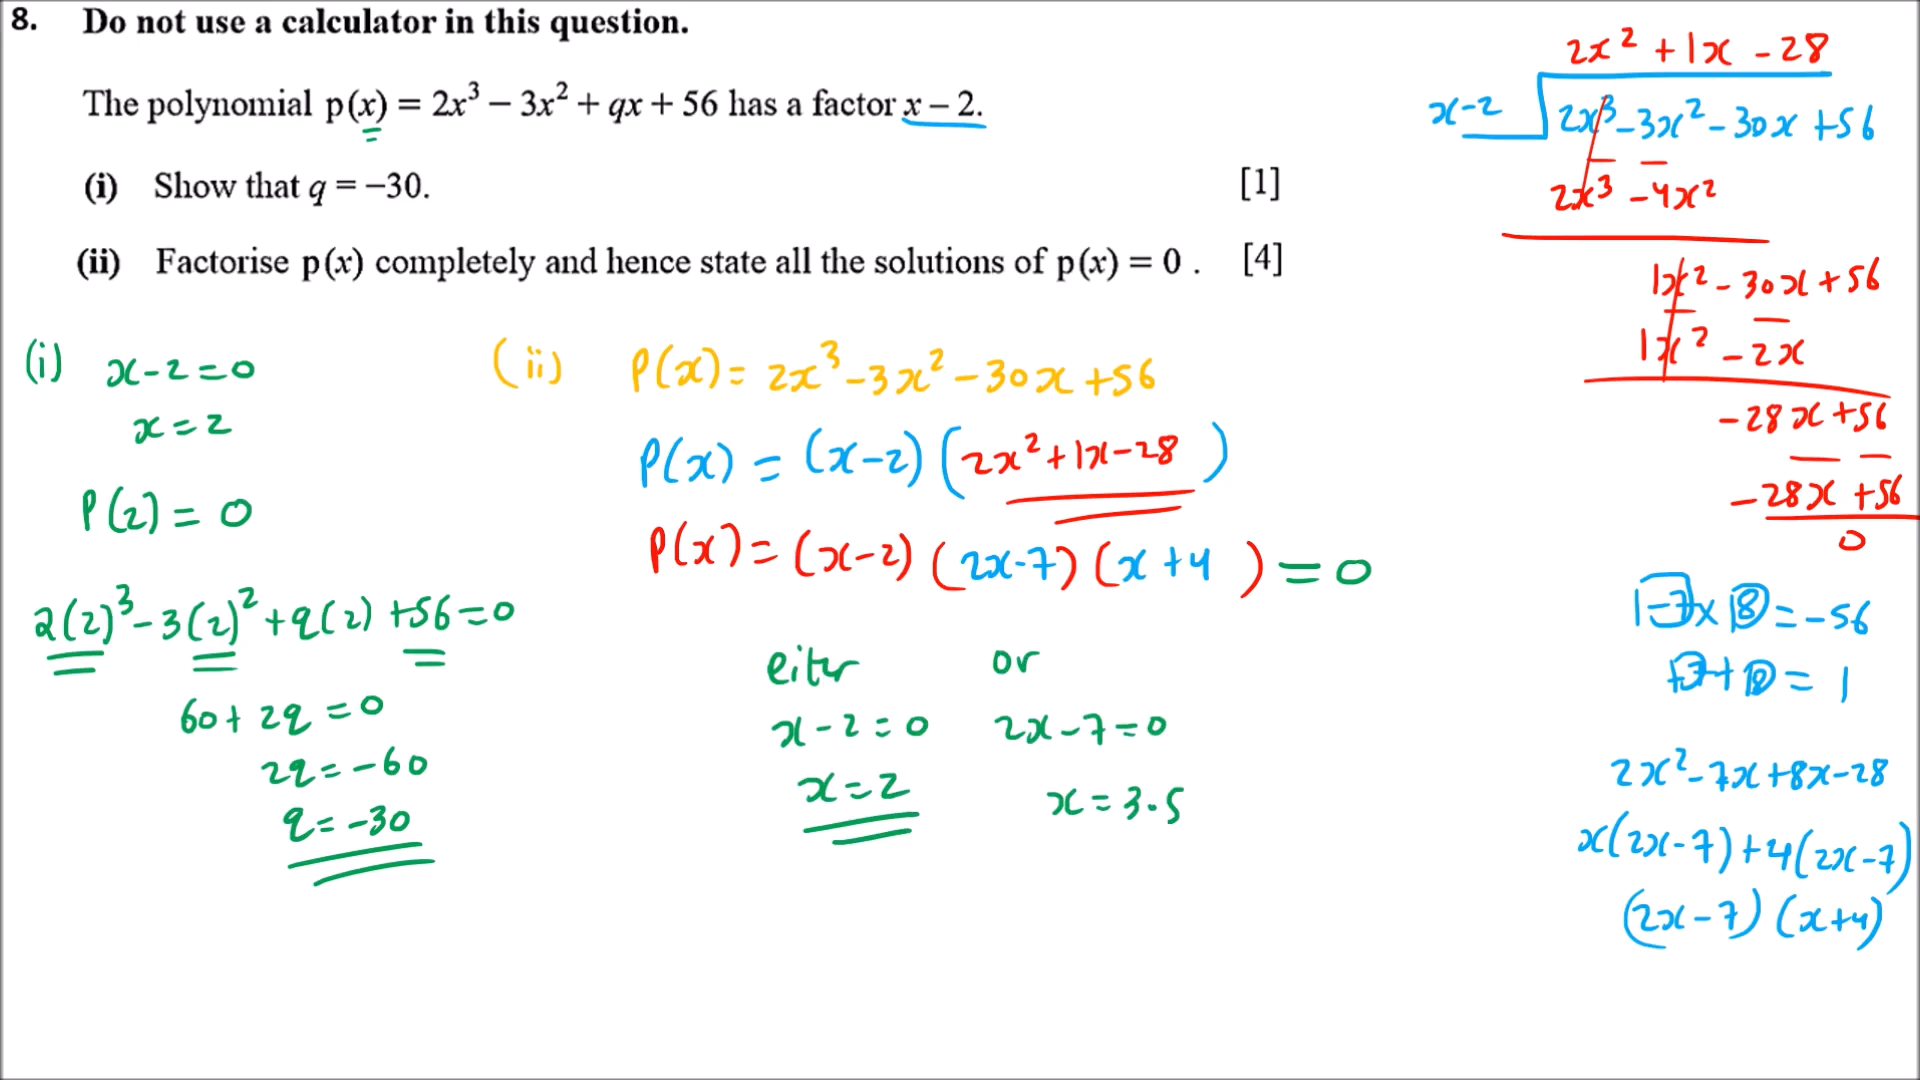 8. Do not use a calculator in this question.
The polynomial p(x) = 2x³ − 3x² + qx + 56 has a factor x − 2.
(i) Show that q = −30. [1]
(ii) Factorise p(x) completely and hence state all the solutions of p(x) = 0 . [4]
(i) x-2=0
x=2
P(2)=0
2(2)³-3(2)²+q(2)+56=0
60+2q=0
2q=-60
q=-30
(ii) P(x)=2x³-3x²-30x+56
P(x)=(x-2)(2x²+1x-28)
P(x)=(x-2)(2x-7)(x+4)=0
eitr or
x-2=0 2x-7=0
x=2 x=3.5
2x²+1x-28
x-2 2x³-3x²-30x+56
2x³-4x²
1x²-30x+56
1x²-2x
-28x+56
-28x+56
0
= -56
= 1
2x²-7x+8x-28
x(2x-7)+4(2x-7)
(2x-7)(x+4)